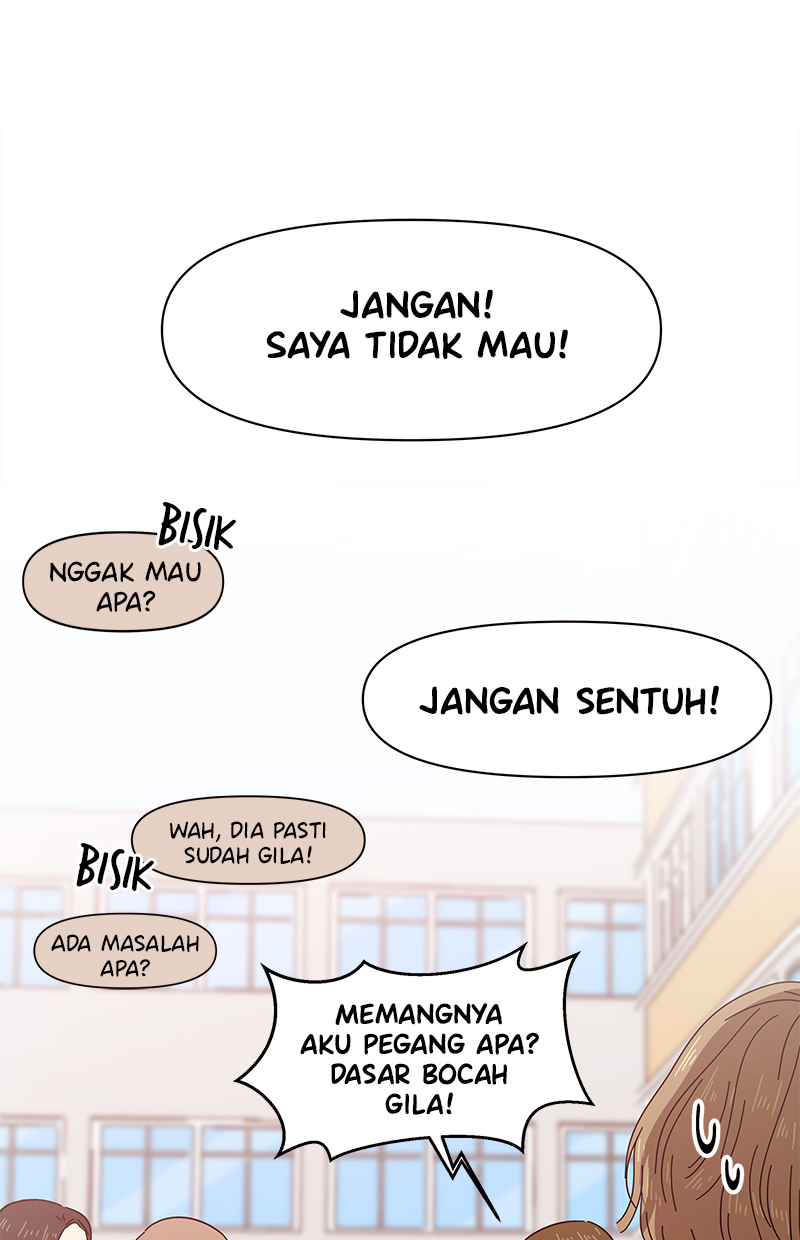 JANGAN!
SAYA TIDAK MAU!
BISIK
NGGAK MAU
APA?
JANGAN SENTUH!
WAH, DIA PASTI
SUDAH GILA!
BISIK
ADA MASALAH
APA?
MEMANGNYA
AKU PEGANG APA?
DASAR BOCAH
GILA!